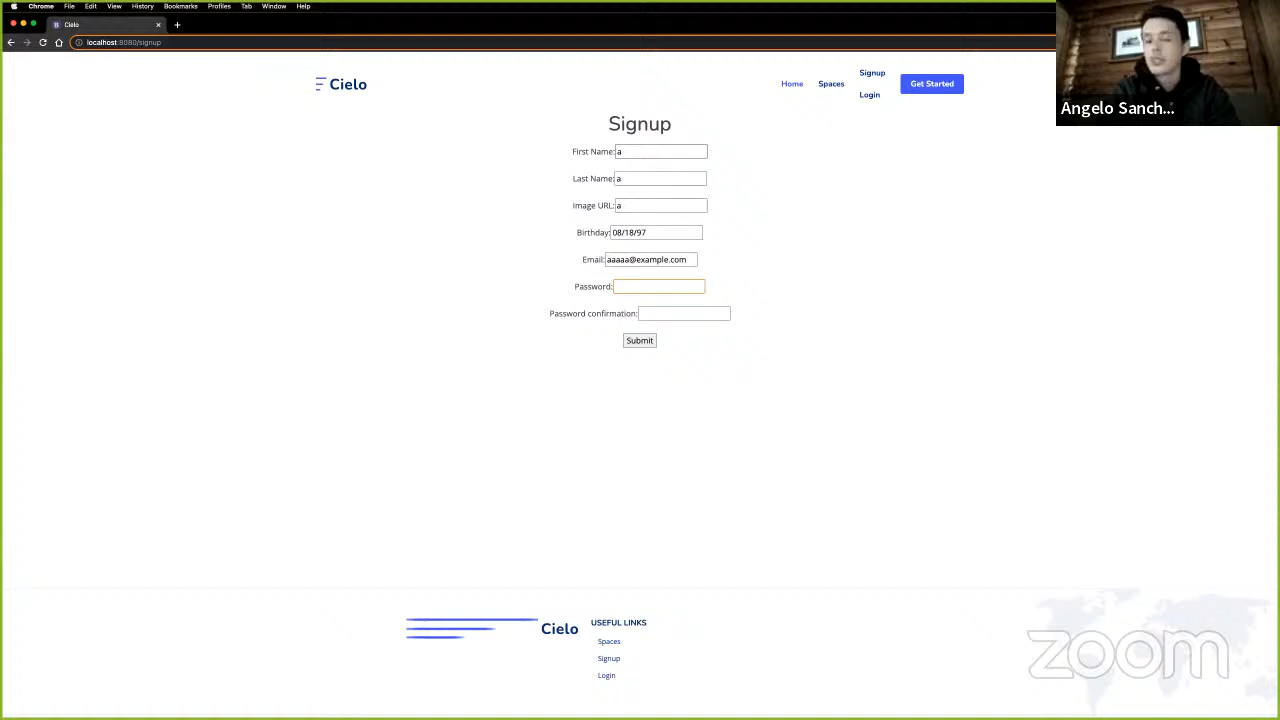 Chrome File Edit View History Bookmarks Profiles Tab Window Help
Cielo
localhost:8080/signup
Angelo Sanch...
Cielo
Home Spaces Signup Login Get Started
Signup
First Name: a
Last Name: a
Image URL: a
Birthday: 08/18/97
Email: aaaaa@example.com
Password:
Password confirmation:
Submit
Cielo
USEFUL LINKS
Spaces
Signup
Login
zoom